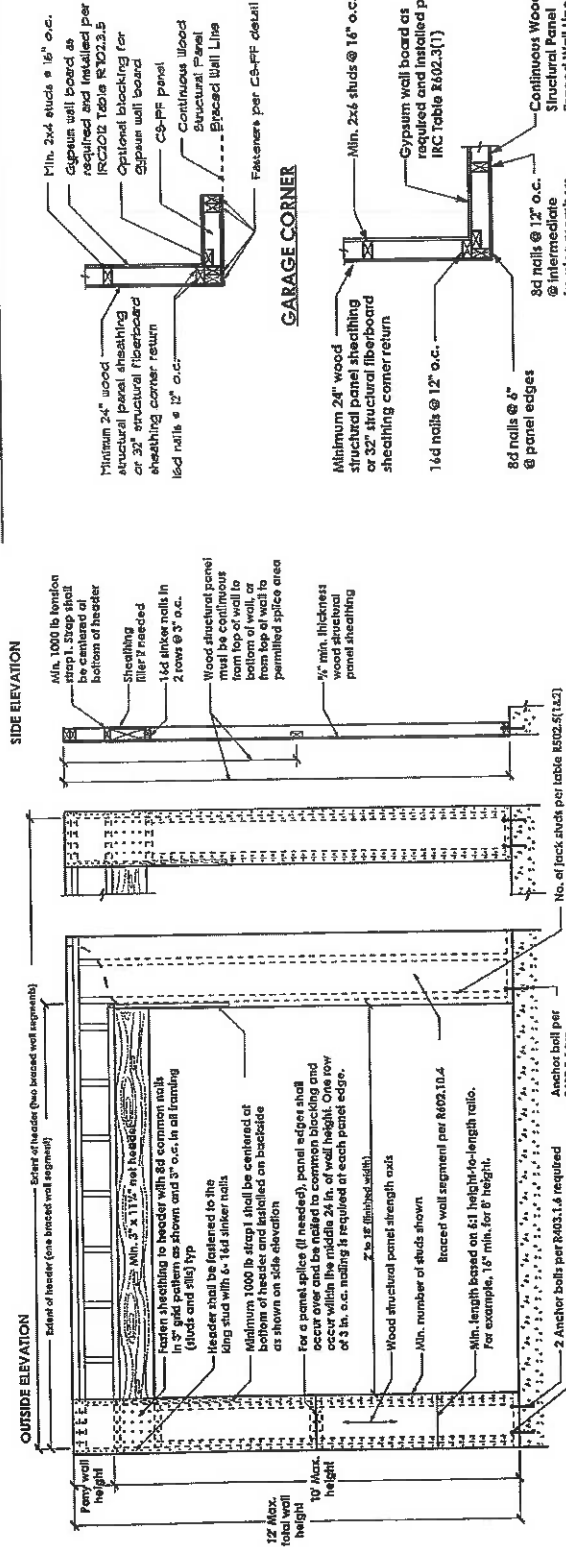 OUTSIDE ELEVATION
Extent of header (two braced wall segments)
Extent of header (one braced wall segment)
Pony wall
height
Min. 3" x 11¼" net header
Fasten sheathing to header with 8d common nails
in 3" grid pattern as shown and 3" o.c. in all framing
(studs and sills) typ
Header shall be fastened to the
king stud with 6- 16d sinker nails
Minimum 1000 lb strap1 shall be centered at
bottom of header and installed on backside
as shown on side elevation
For a panel splice (if needed), panel edges shall
occur over and be nailed to common blocking and
occur within the middle 24 in. of wall height. One row
of 3 in. o.c. nailing is required at each panel edge.
12' Max.
total wall
height
10' Max.
height
2' to 18' (finished width)
Wood structural panel strength axis
Min. number of studs shown
Braced wall segment per R602.10.4
Min. length based on 6:1 height-to-length ratio.
For example, 16" min. for 8' height.
2 Anchor bolts per R403.1.6 required
Anchor bolt per
No. of jack studs per table R502.5(1&2)
SIDE ELEVATION
Min. 1000 lb tension
strap1. Strap shall
be centered at
bottom of header
Sheathing
filler if needed
16d sinker nails in
2 rows @ 3" o.c.
Wood structural panel
must be continuous
from top of wall to
bottom of wall, or
from top of wall to
permitted splice area
min. thickness
wood structural
panel sheathing
Min. 2x4 studs @ 16" o.c.
Gypsum wall board as
required and installed per
IRC2012 Table R702.3.5
Optional blocking for
gypsum wall board
CS-PF panel
Continuous Wood
Structural Panel
Braced Wall Line
Fasteners per CS-PF detail
Minimum 24" wood
structural panel sheathing
or 32" structural fiberboard
sheathing corner return
16d nails @ 12" o.c.
GARAGE CORNER
Min. 2x6 studs @ 16" o.c.
Gypsum wall board as
required and installed p
IRC Table R602.3(1)
Minimum 24" wood
structural panel sheathing
or 32" structural fiberboard
sheathing corner return
16d nails @ 12" o.c.
8d nails @ 6"
@ panel edges
8d nails @ 12" o.c.
@ intermediate
Continuous Wood
Structural Panel